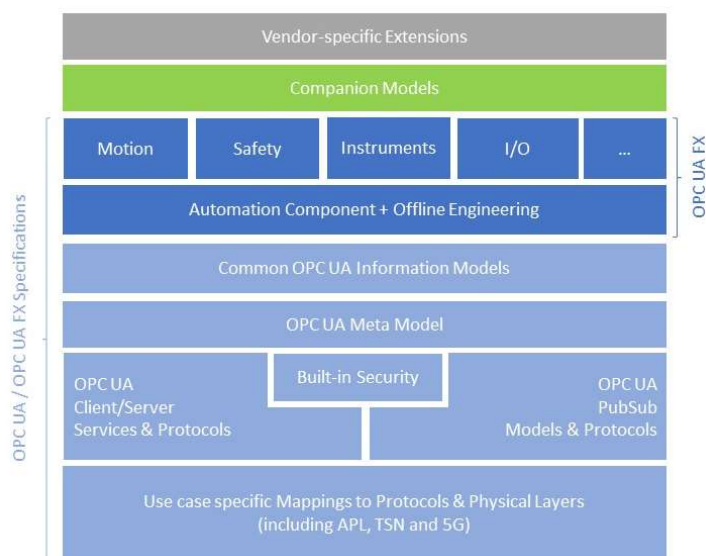 Vendor-specific Extensions
Companion Models
Motion
Safety
Instruments
I/O
...
Automation Component + Offline Engineering
Common OPC UA Information Models
OPC UA Meta Model
Built-in Security
OPC UA
Client/Server
Services & Protocols
OPC UA
PubSub
Models & Protocols
Use case specific Mappings to Protocols & Physical Layers
(including APL, TSN and 5G)
OPC UA / OPC UA FX Specifications
OPC UA FX